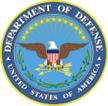 DEPARTMENT OF DEFENSE
UNITED STATES OF AMERICA